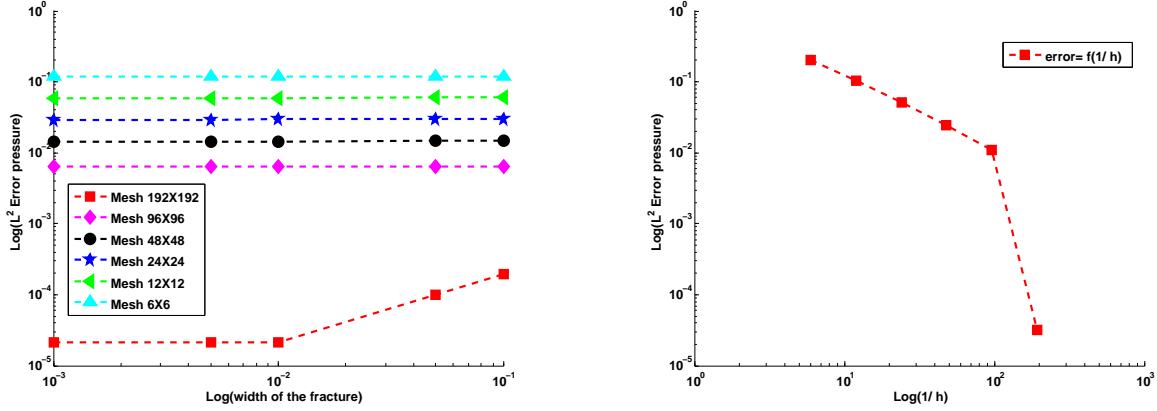 10^0
10^−1
10^−2
10^−3
10^−4
10^−5
Log(L^2 Error pressure)
Mesh 192X192
Mesh 96X96
Mesh 48X48
Mesh 24X24
Mesh 12X12
Mesh 6X6
10^−3
10^−2
10^−1
Log(width of the fracture)
10^0
10^−1
10^−2
10^−3
10^−4
10^−5
Log(L^2 Error pressure)
error= f(1/ h)
10^0
10^1
10^2
10^3
Log(1/ h)